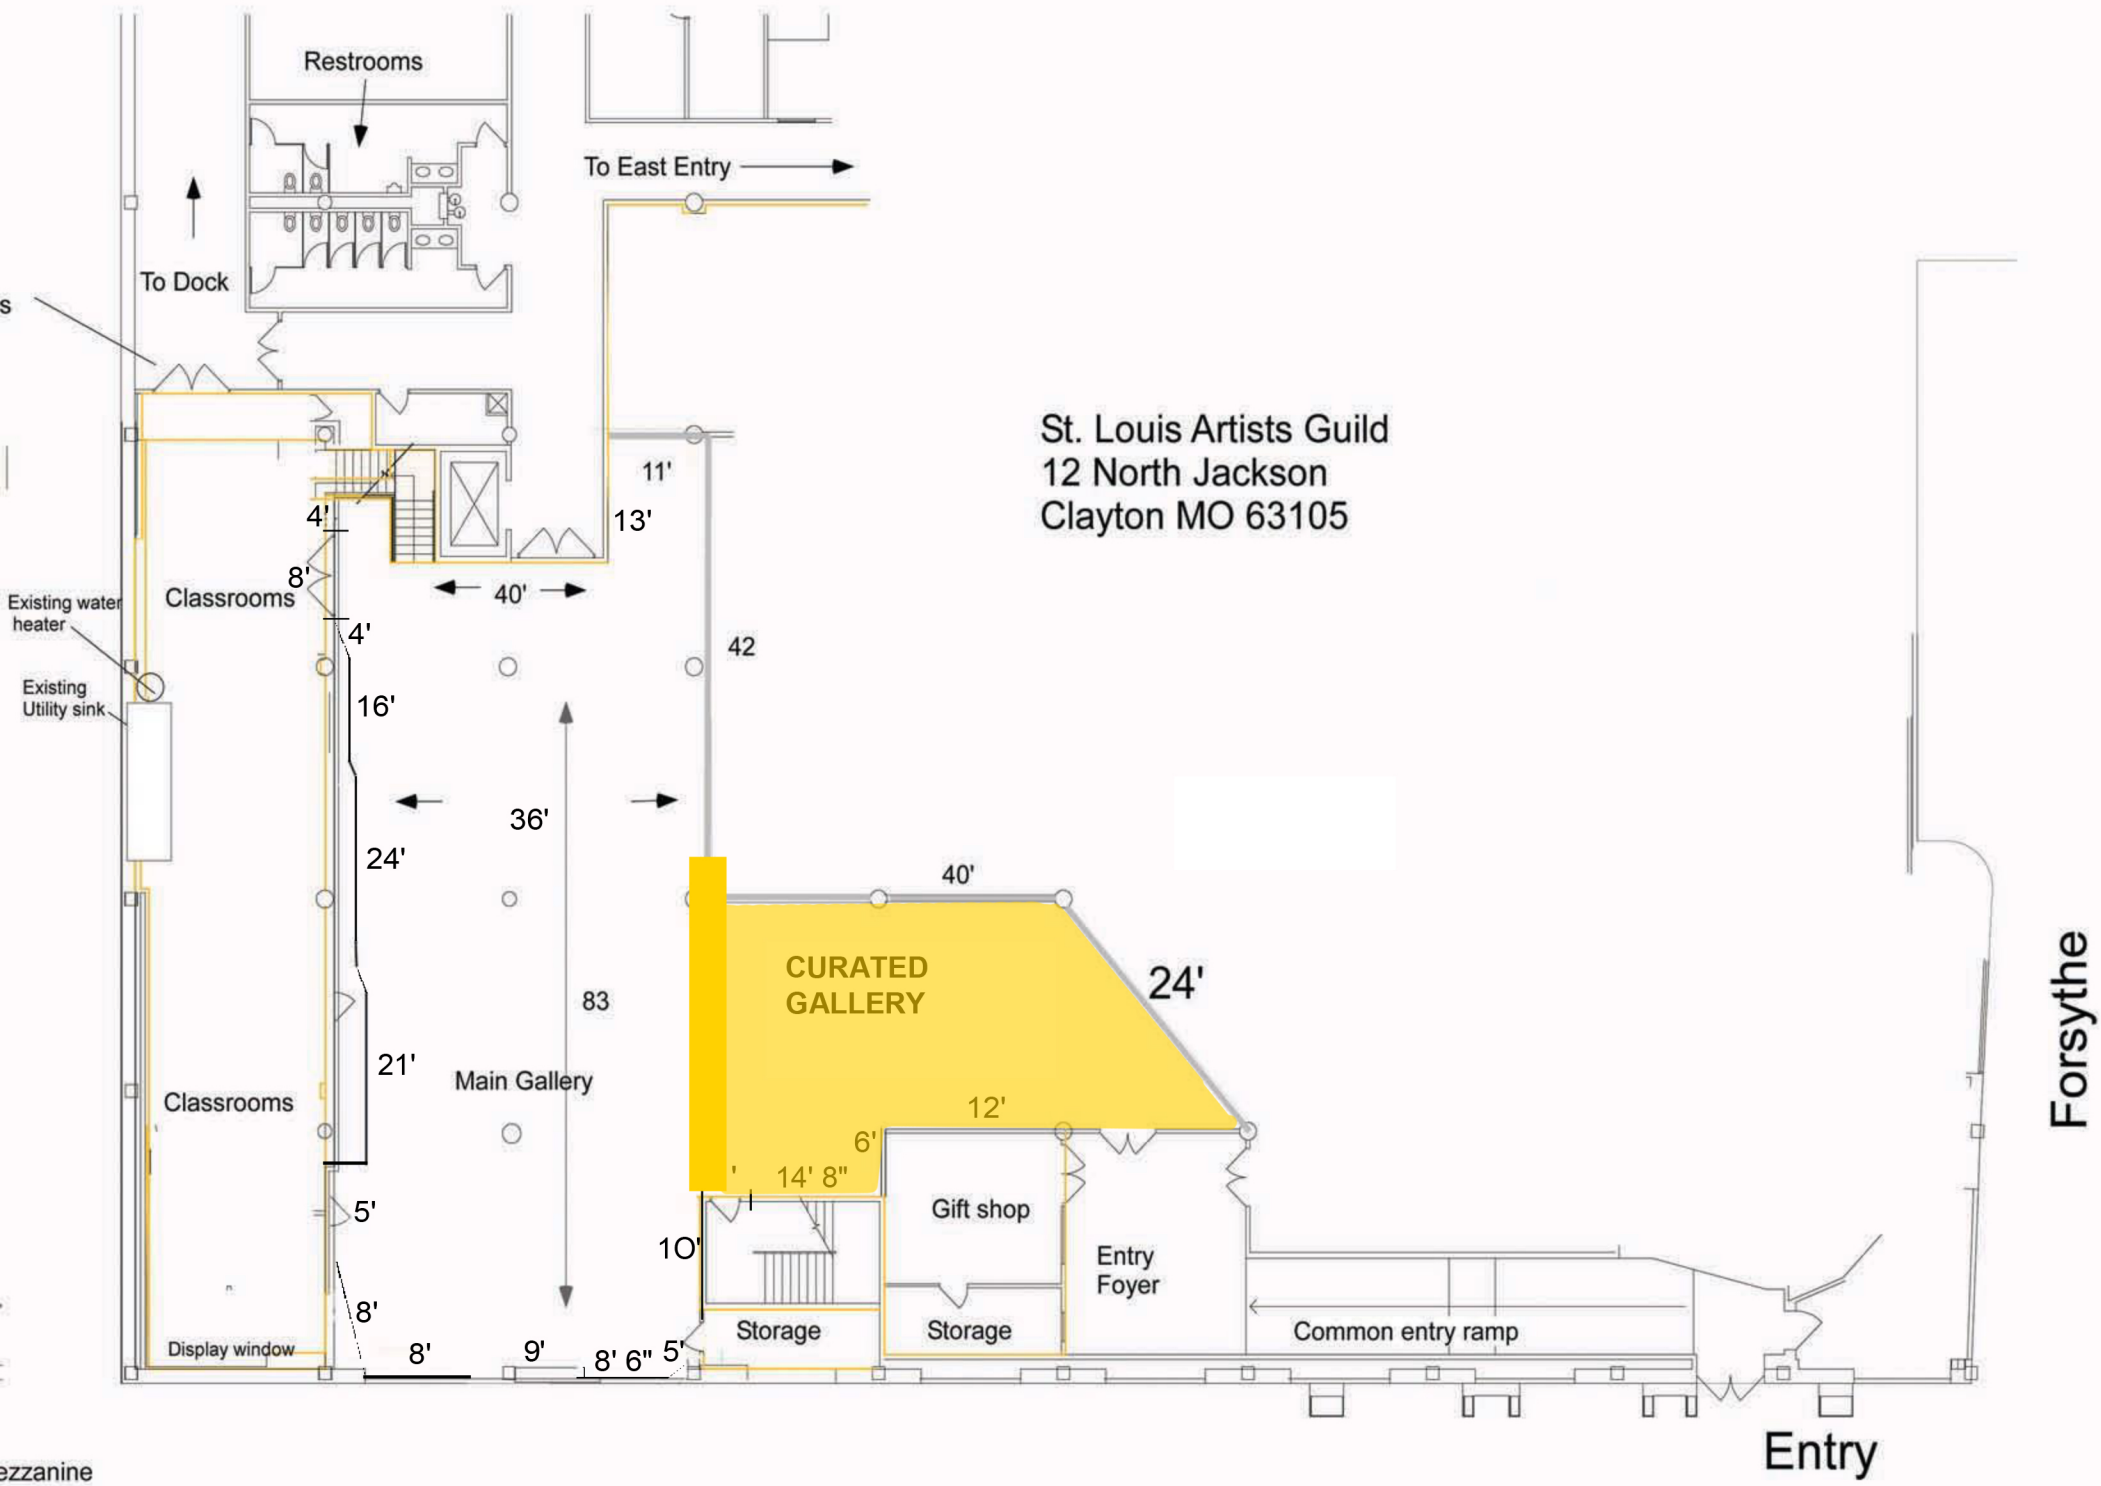 Restrooms
To East Entry
To Dock
s
St. Louis Artists Guild
12 North Jackson
Clayton MO 63105
11'
4'
13'
8'
40'
Classrooms
Existing water
heater
4'
42
Existing
Utility sink
16'
36'
24'
40'
CURATED
GALLERY
24'
83
Forsythe
21'
Main Gallery
Classrooms
12'
6'
' 14' 8"
5'
Gift shop
10'
Entry
Foyer
8'
Storage
Storage
Common entry ramp
Display window
8'
9'
8' 6"
5'
Entry
ezzanine